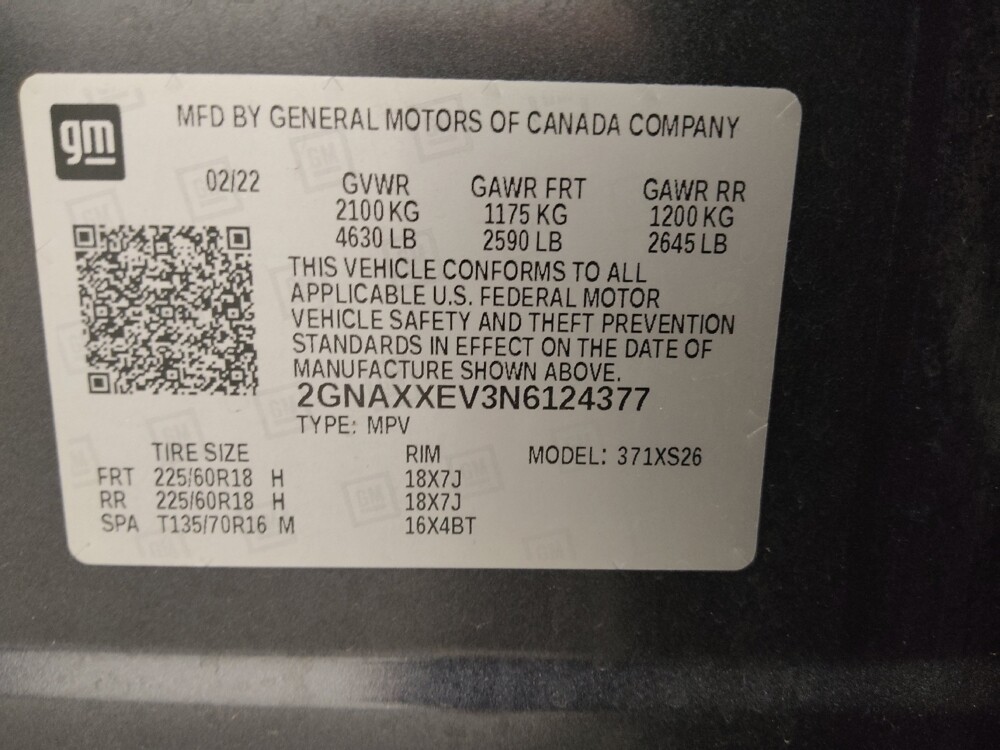 gm
MFD BY GENERAL MOTORS OF CANADA COMPANY
02/22 GVWR GAWR FRT GAWR RR
2100 KG 1175 KG 1200 KG
4630 LB 2590 LB 2645 LB
THIS VEHICLE CONFORMS TO ALL
APPLICABLE U.S. FEDERAL MOTOR
VEHICLE SAFETY AND THEFT PREVENTION
STANDARDS IN EFFECT ON THE DATE OF
MANUFACTURE SHOWN ABOVE.
2GNAXXEV3N6124377
TYPE: MPV
TIRE SIZE RIM MODEL: 371XS26
FRT 225/60R18 H 18X7J
RR 225/60R18 H 18X7J
SPA T135/70R16 M 16X4BT